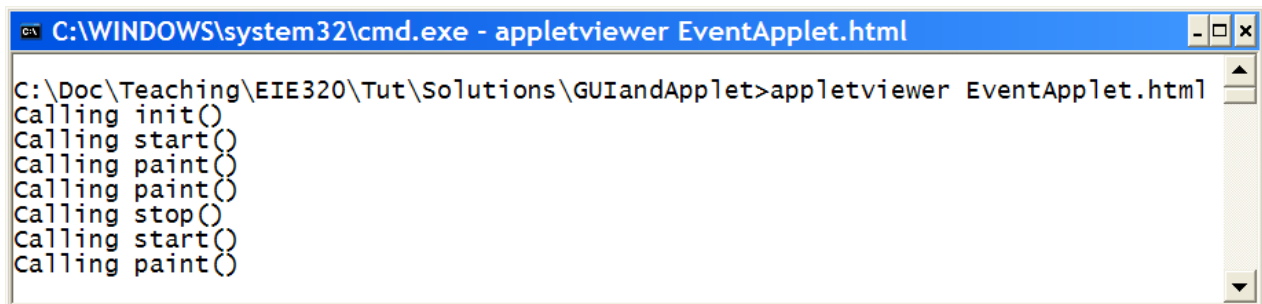 C:\WINDOWS\system32\cmd.exe - appletviewer EventApplet.html
C:\Doc\Teaching\EIE320\Tut\Solutions\GUIandApplet>appletviewer EventApplet.html
Calling init()
Calling start()
Calling paint()
Calling paint()
Calling stop()
Calling start()
Calling paint()